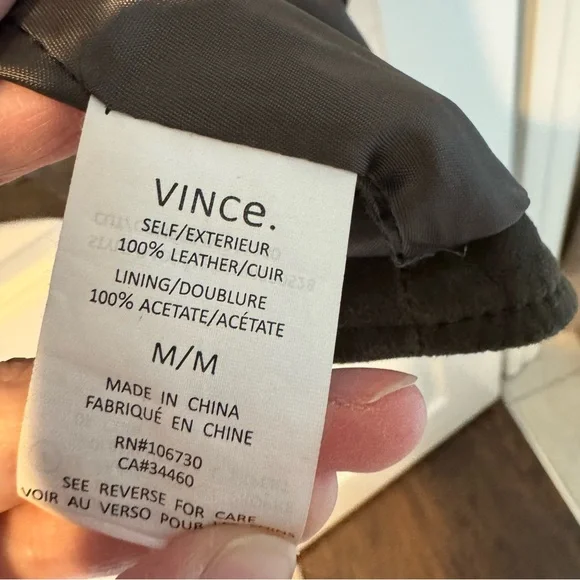 VINCe.
SELF/EXTERIEUR
100% LEATHER/CUIR
LINING/DOUBLURE
100% ACETATE/ACÉTATE
M/M
MADE IN CHINA
FABRIQUÉ EN CHINE
RN#106730
CA#34460
SEE REVERSE FOR CARE
VOIR AU VERSO POUR